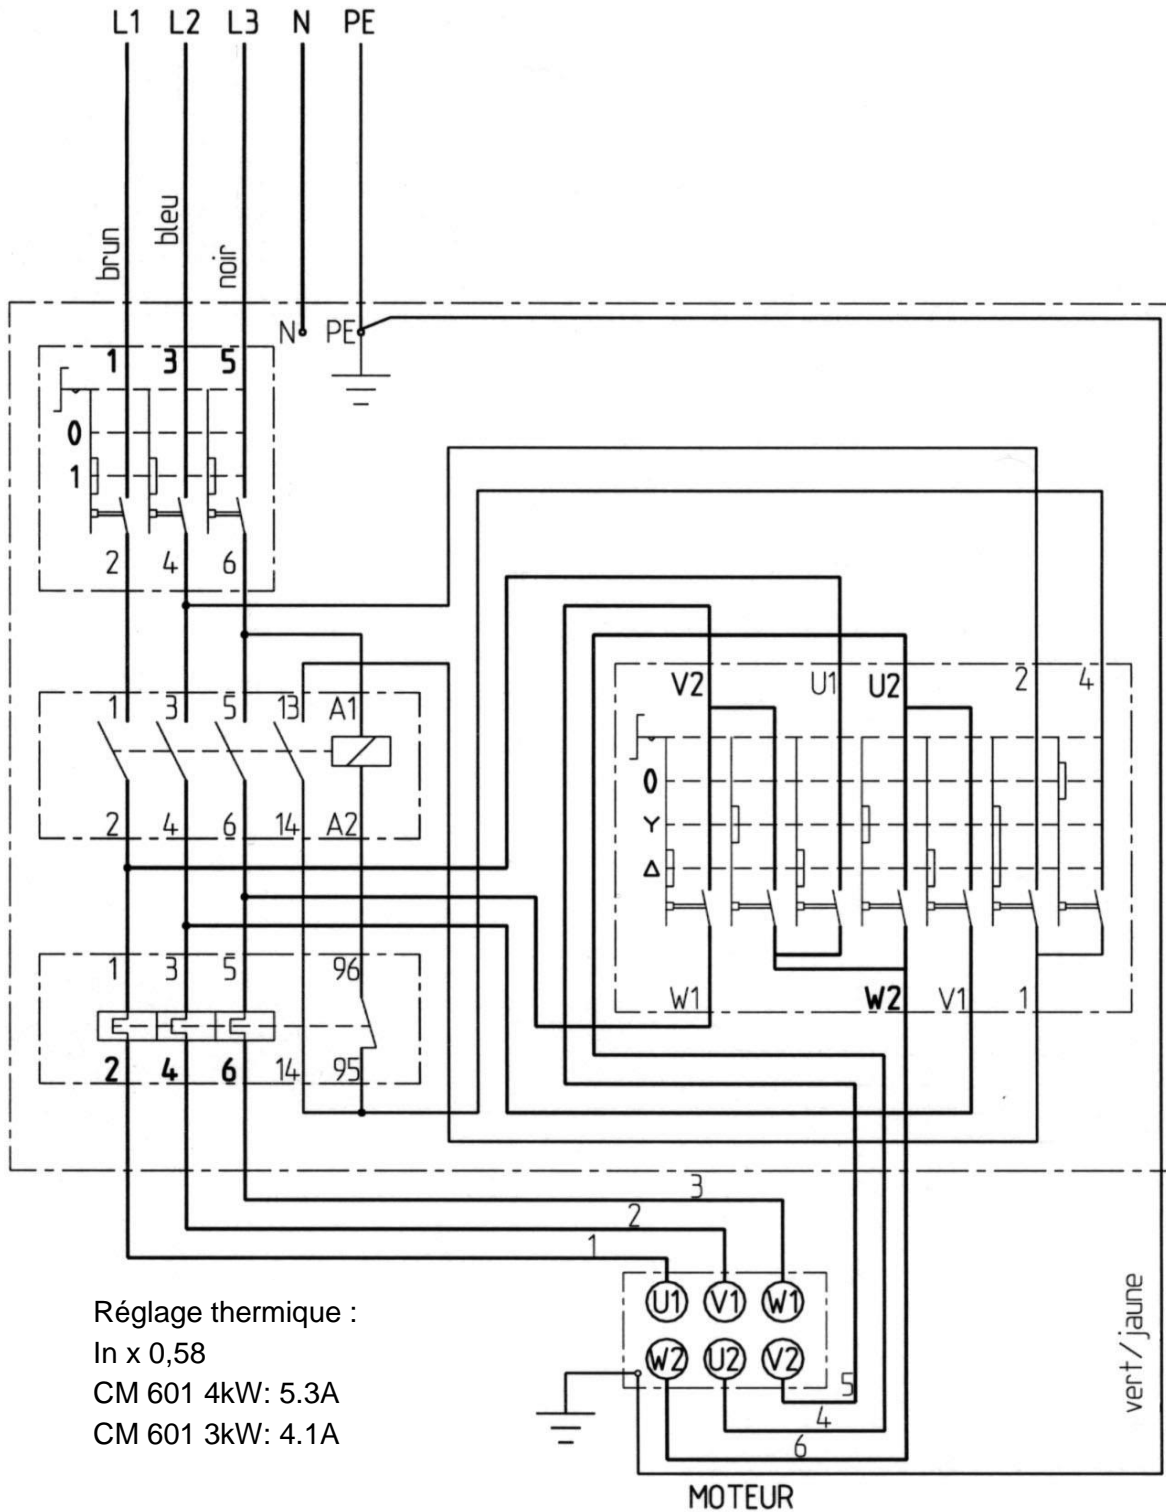 L1 L2 L3 N PE
brun
bleu
noir
N PE
1 3 5
0
1
2 4 6
V2 U1 U2 2 4
1 3 5 13 A1
0
Y
2 4 6 14 A2
Δ
1 3 5 96
W1 W2 V1 1
2 4 6 14 95
3
2
1
U1 V1 W1
Réglage thermique :
In x 0,58
W2 U2 V2
CM 601 4kW: 5.3A
5
vert/jaune
4
CM 601 3kW: 4.1A
6
MOTEUR